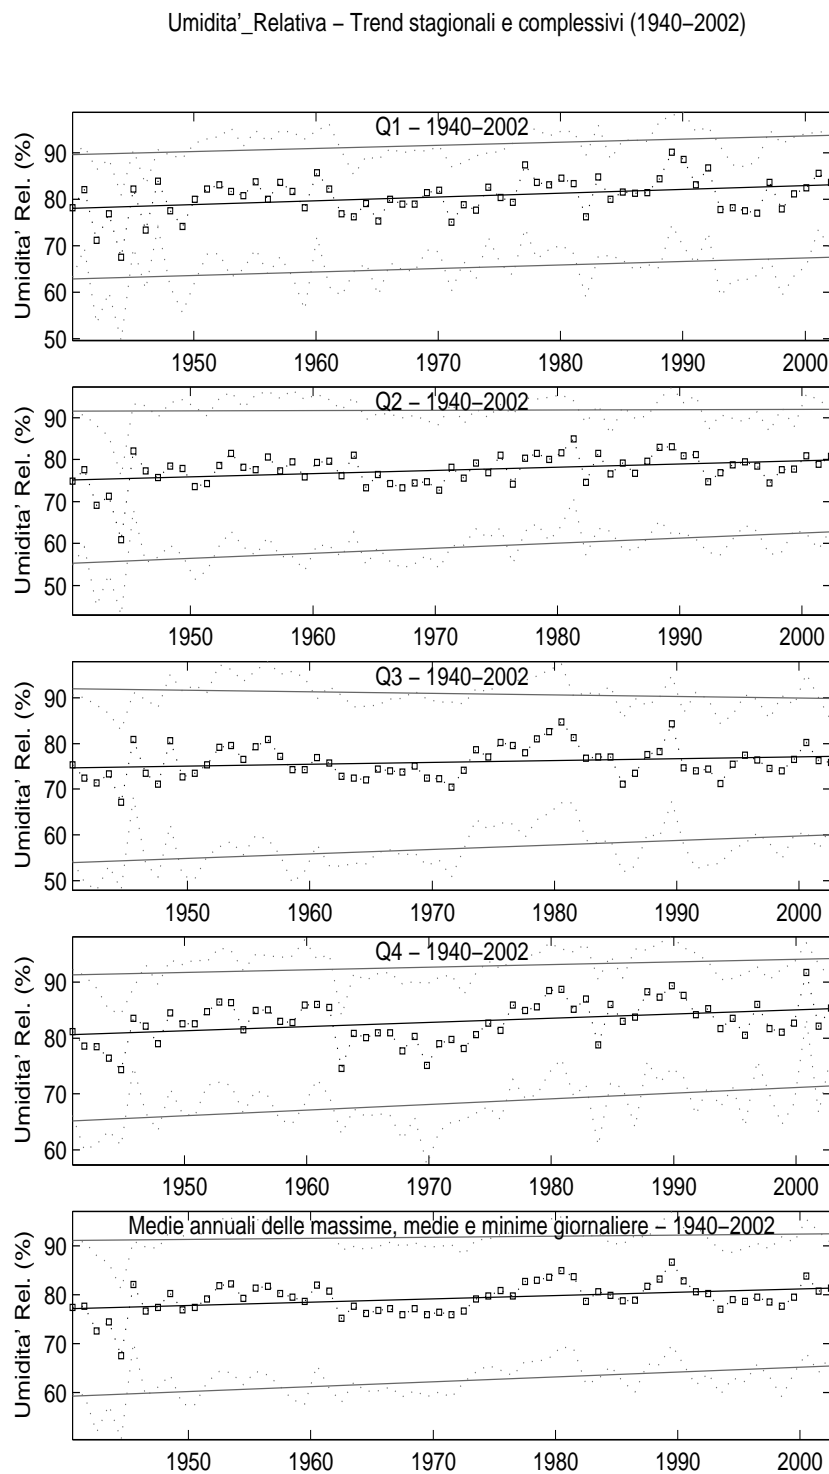 Umidita'_Relativa – Trend stagionali e complessivi (1940–2002)
Q1 – 1940–2002
Umidita' Rel. (%)
90
80
70
60
50
1950 1960 1970 1980 1990 2000
Q2 – 1940–2002
Umidita' Rel. (%)
90
80
70
60
50
1950 1960 1970 1980 1990 2000
Q3 – 1940–2002
Umidita' Rel. (%)
90
80
70
60
50
1950 1960 1970 1980 1990 2000
Q4 – 1940–2002
Umidita' Rel. (%)
90
80
70
60
1950 1960 1970 1980 1990 2000
Medie annuali delle massime, medie e minime giornaliere – 1940–2002
Umidita' Rel. (%)
90
80
70
60
1950 1960 1970 1980 1990 2000